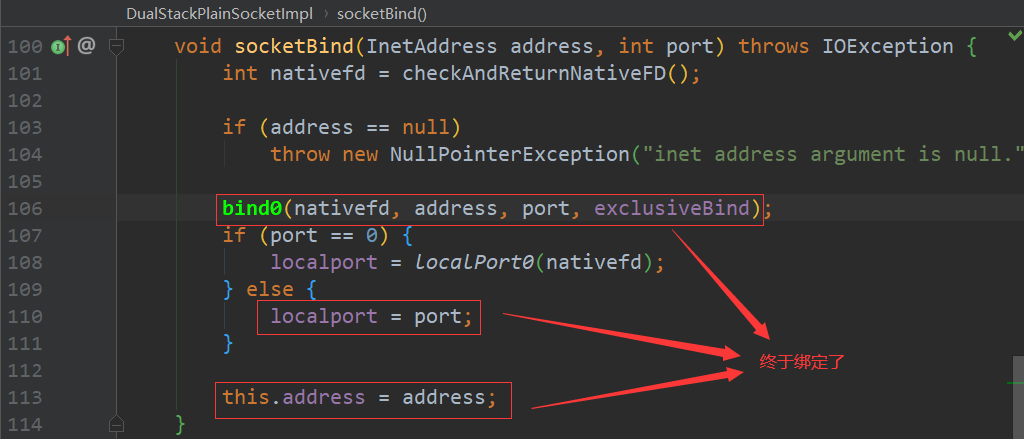 DualStackPlainSocketImpl › socketBind()
100 @ void socketBind(InetAddress address, int port) throws IOException {
101 int nativefd = checkAndReturnNativeFD();
102
103 if (address == null)
104 throw new NullPointerException("inet address argument is null."
105
106 bind0(nativefd, address, port, exclusiveBind);
107 if (port == 0) {
108 localport = localPort0(nativefd);
109 } else {
110 localport = port;
111 }
112
113 this.address = address;
114 }
终于绑定了